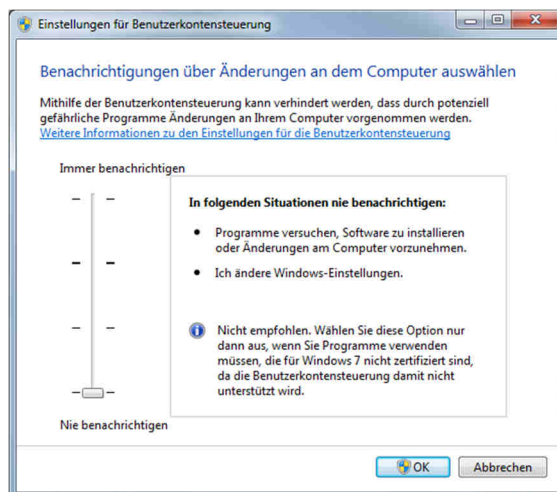 Einstellungen für Benutzerkontensteuerung
Benachrichtigungen über Änderungen an dem Computer auswählen
Mithilfe der Benutzerkontensteuerung kann verhindert werden, dass durch potenziell
gefährliche Programme Änderungen an Ihrem Computer vorgenommen werden.
Weitere Informationen zu den Einstellungen für die Benutzerkontensteuerung
Immer benachrichtigen
In folgenden Situationen nie benachrichtigen:
• Programme versuchen, Software zu installieren
oder Änderungen am Computer vorzunehmen.
• Ich ändere Windows-Einstellungen.
Nicht empfohlen. Wählen Sie diese Option nur
dann aus, wenn Sie Programme verwenden
müssen, die für Windows 7 nicht zertifiziert sind,
da die Benutzerkontensteuerung damit nicht
unterstützt wird.
Nie benachrichtigen
OK
Abbrechen